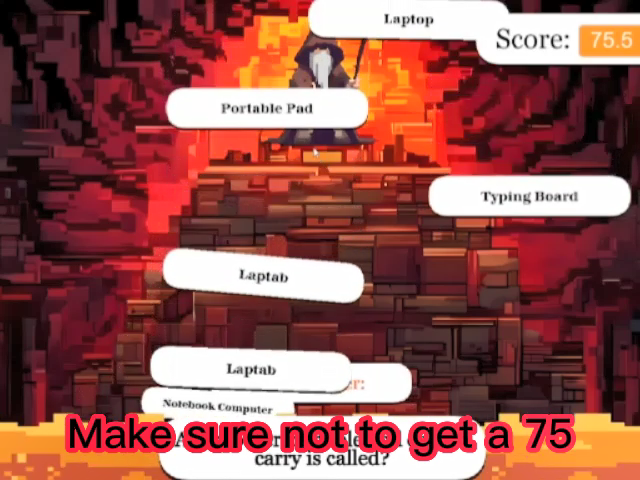 Laptop
Score: 75.5
Portable Pad
Typing Board
Laptab
Laptab
er:
Notebook Computer
Make sure not to get a 75
carry is called?